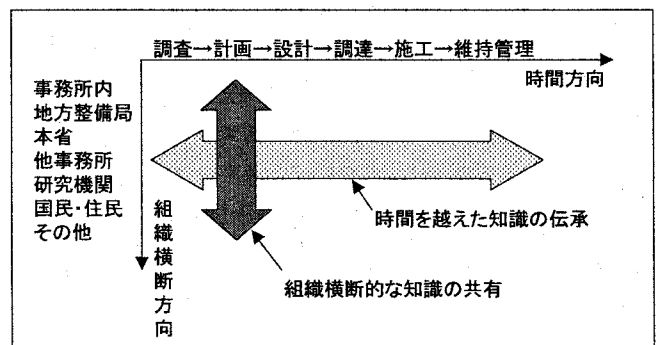 調査→計画→設計→調達→施工→維持管理
時間方向
事務所内
地方整備局
本省
他事務所
研究機関
国民・住民
その他
組織横断方向
時間を越えた知識の伝承
組織横断的な知識の共有